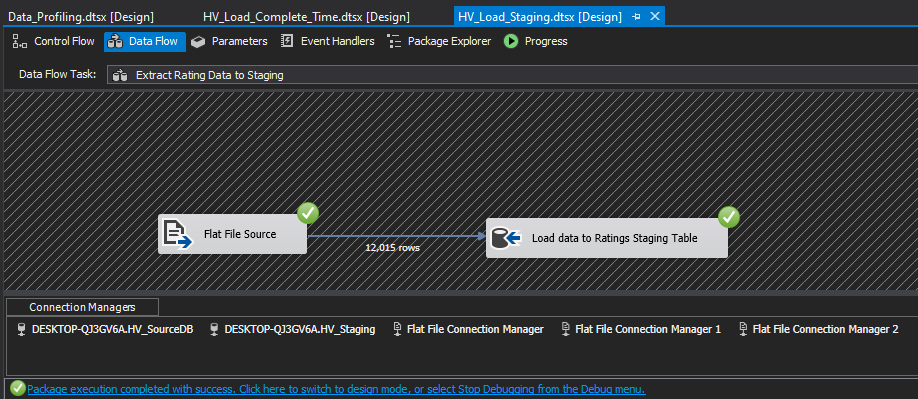 Data_Profiling.dtsx [Design] HV_Load_Complete_Time.dtsx [Design] HV_Load_Staging.dtsx [Design]
Control Flow Data Flow Parameters Event Handlers Package Explorer Progress
Data Flow Task: Extract Rating Data to Staging
Flat File Source
Load data to Ratings Staging Table
12,015 rows
Connection Managers
DESKTOP-QJ3GV6A.HV_SourceDB DESKTOP-QJ3GV6A.HV_Staging Flat File Connection Manager Flat File Connection Manager 1 Flat File Connection Manager 2
Package execution completed with success. Click here to switch to design mode, or select Stop Debugging from the Debug menu.